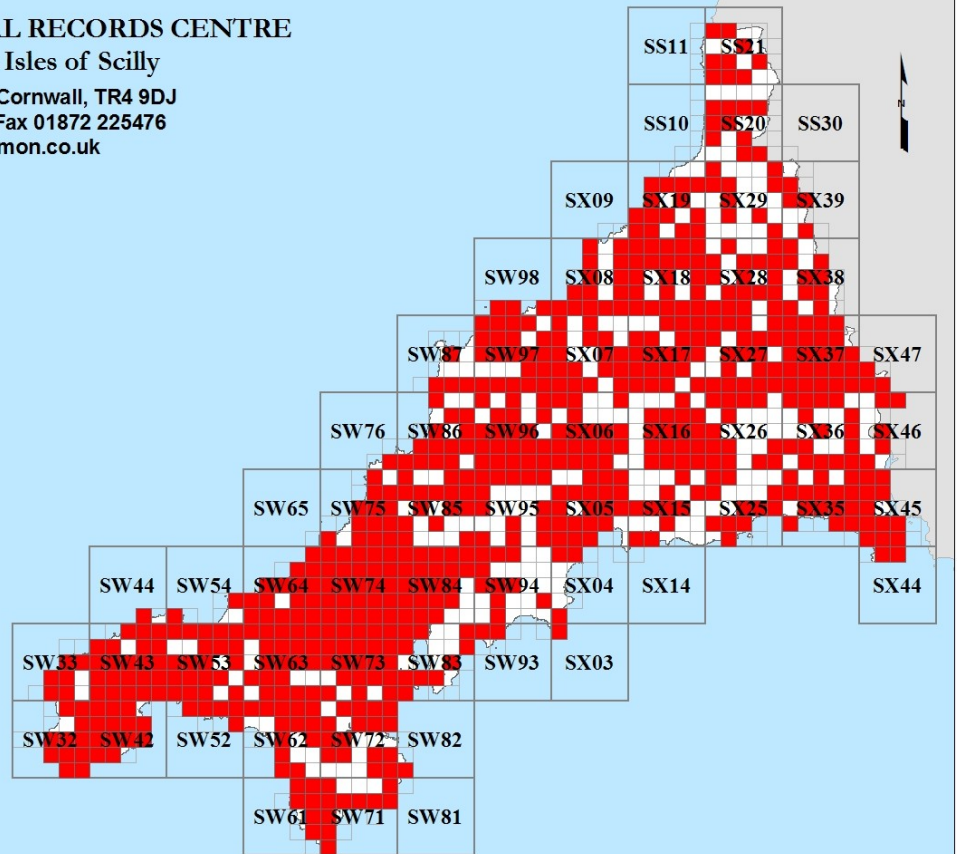 AL RECORDS CENTRE
Isles of Scilly
Cornwall, TR4 9DJ
Fax 01872 225476
mon.co.uk
N
SS11 SS21
SS10 SS20 SS30
SX09 SX19 SX29 SX39
SW98 SX08 SX18 SX28 SX38
SW87 SW97 SX07 SX17 SX27 SX37 SX47
SW76 SW86 SW96 SX06 SX16 SX26 SX36 SX46
SW65 SW75 SW85 SW95 SX05 SX15 SX25 SX35 SX45
SW44 SW54 SW64 SW74 SW84 SW94 SX04 SX14 SX44
SW33 SW43 SW53 SW63 SW73 SW83 SW93 SX03
SW32 SW42 SW52 SW62 SW72 SW82
SW61 SW71 SW81